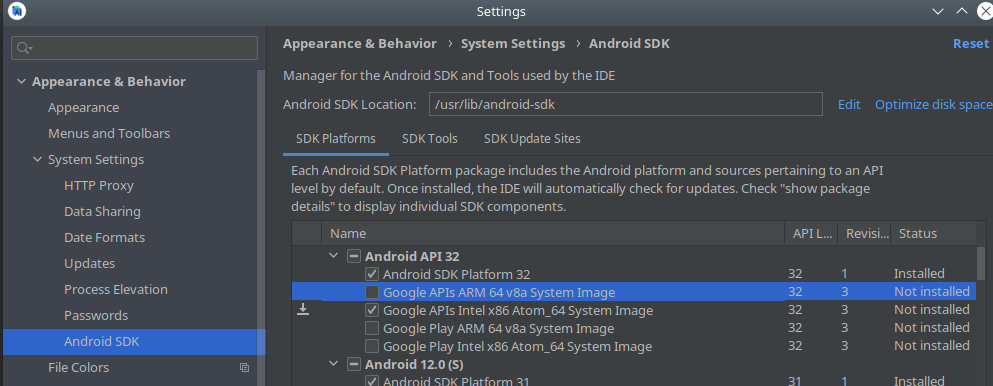 Settings
Appearance & Behavior › System Settings › Android SDK Reset
Appearance & Behavior
Appearance
Menus and Toolbars
System Settings
HTTP Proxy
Data Sharing
Date Formats
Updates
Process Elevation
Passwords
Android SDK
File Colors
Manager for the Android SDK and Tools used by the IDE
Android SDK Location: /usr/lib/android-sdk Edit Optimize disk space
SDK Platforms SDK Tools SDK Update Sites
Each Android SDK Platform package includes the Android platform and sources pertaining to an API
level by default. Once installed, the IDE will automatically check for updates. Check "show package
details" to display individual SDK components.
Name API L... Revisi... Status
Android API 32
Android SDK Platform 32 32 1 Installed
Google APIs ARM 64 v8a System Image 32 3 Not installed
Google APIs Intel x86 Atom_64 System Image 32 3 Not installed
Google Play ARM 64 v8a System Image 32 3 Not installed
Google Play Intel x86 Atom_64 System Image 32 3 Not installed
Android 12.0 (S)
Android SDK Platform 31 31 1 Installed